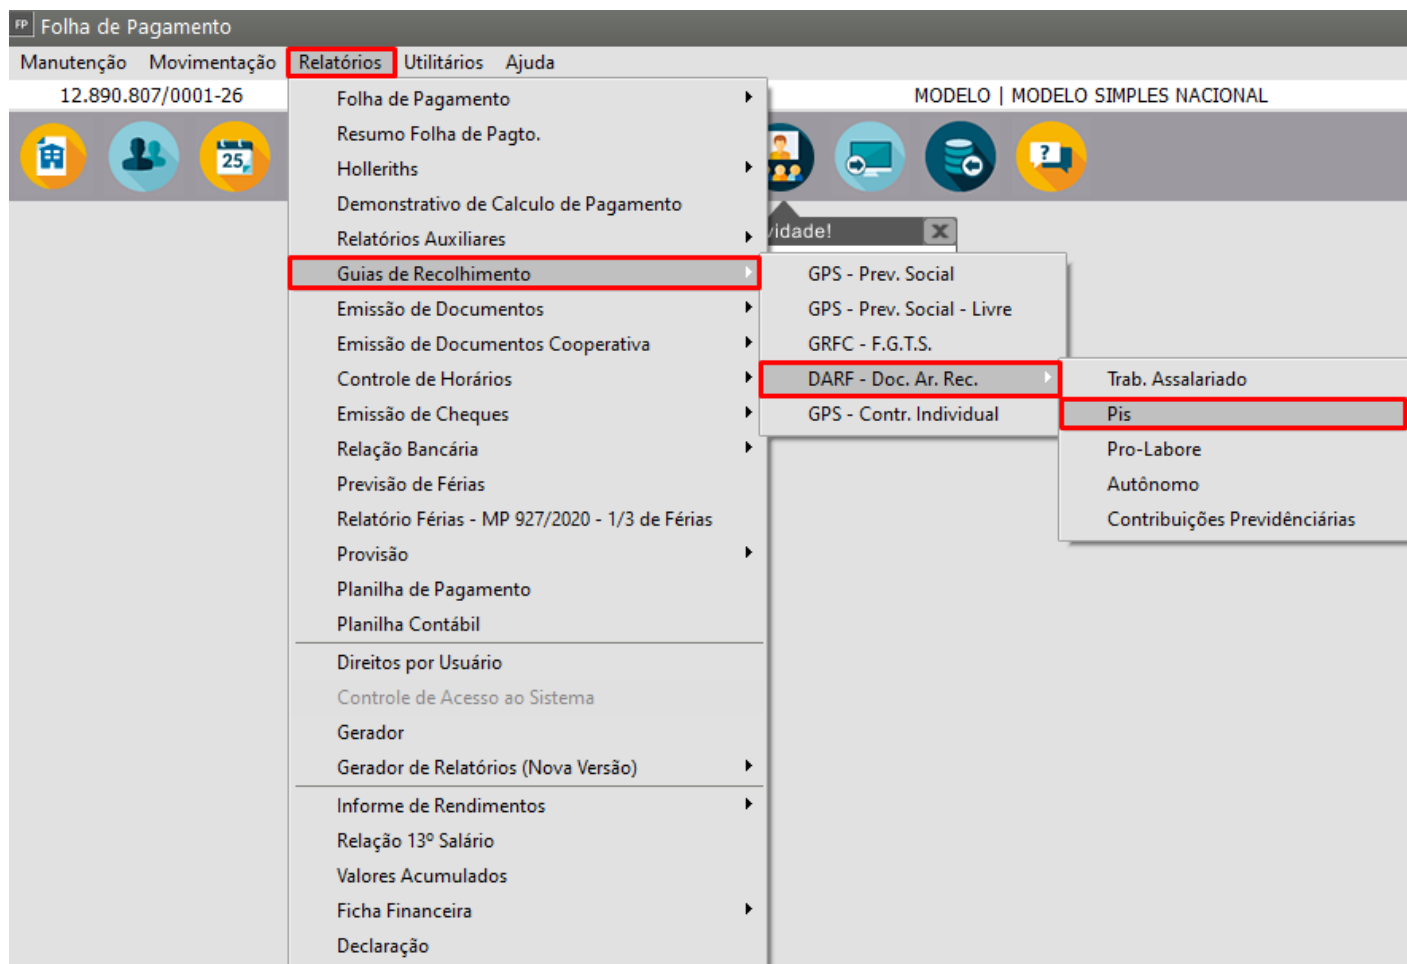 FP Folha de Pagamento
Manutenção Movimentação Relatórios Utilitários Ajuda
12.890.807/0001-26 MODELO | MODELO SIMPLES NACIONAL
25
?
Folha de Pagamento
Resumo Folha de Pagto.
Holleriths
Demonstrativo de Calculo de Pagamento
Relatórios Auxiliares
vidade! X
Guias de Recolhimento
Emissão de Documentos
Emissão de Documentos Cooperativa
Controle de Horários
Emissão de Cheques
Relação Bancária
Previsão de Férias
Relatório Férias - MP 927/2020 - 1/3 de Férias
Provisão
Planilha de Pagamento
Planilha Contábil
Direitos por Usuário
Controle de Acesso ao Sistema
Gerador
Gerador de Relatórios (Nova Versão)
Informe de Rendimentos
Relação 13º Salário
Valores Acumulados
Ficha Financeira
Declaração
GPS - Prev. Social
GPS - Prev. Social - Livre
GRFC - F.G.T.S.
DARF - Doc. Ar. Rec.
GPS - Contr. Individual
Trab. Assalariado
Pis
Pro-Labore
Autônomo
Contribuições Previdênciárias